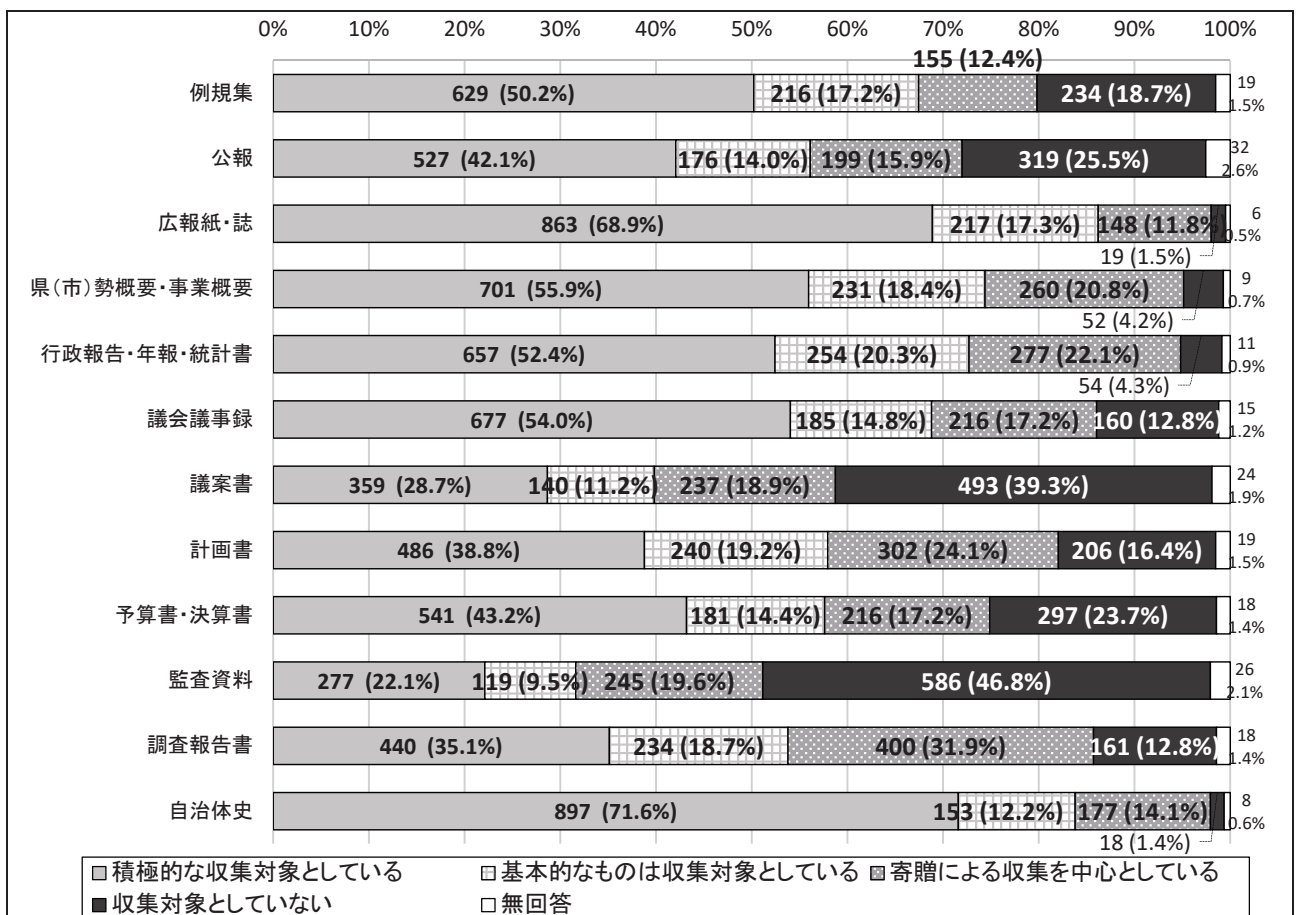 0% 10% 20% 30% 40% 50% 60% 70% 80% 90% 100%
155 (12.4%)
例規集 629 (50.2%) 216 (17.2%) 234 (18.7%) 19 1.5%
公報 527 (42.1%) 176 (14.0%) 199 (15.9%) 319 (25.5%) 32 2.6%
広報紙・誌 863 (68.9%) 217 (17.3%) 148 (11.8%) 6 0.5%
19 (1.5%)
県(市)勢概要・事業概要 701 (55.9%) 231 (18.4%) 260 (20.8%) 9 0.7%
52 (4.2%)
行政報告・年報・統計書 657 (52.4%) 254 (20.3%) 277 (22.1%) 11 0.9%
54 (4.3%)
議会議事録 677 (54.0%) 185 (14.8%) 216 (17.2%) 160 (12.8%) 15 1.2%
議案書 359 (28.7%) 140 (11.2%) 237 (18.9%) 493 (39.3%) 24 1.9%
計画書 486 (38.8%) 240 (19.2%) 302 (24.1%) 206 (16.4%) 19 1.5%
予算書・決算書 541 (43.2%) 181 (14.4%) 216 (17.2%) 297 (23.7%) 18 1.4%
監査資料 277 (22.1%) 119 (9.5%) 245 (19.6%) 586 (46.8%) 26 2.1%
調査報告書 440 (35.1%) 234 (18.7%) 400 (31.9%) 161 (12.8%) 18 1.4%
自治体史 897 (71.6%) 153 (12.2%) 177 (14.1%) 8 0.6%
18 (1.4%)
積極的な収集対象としている 基本的なものは収集対象としている 寄贈による収集を中心としている
収集対象としていない 無回答